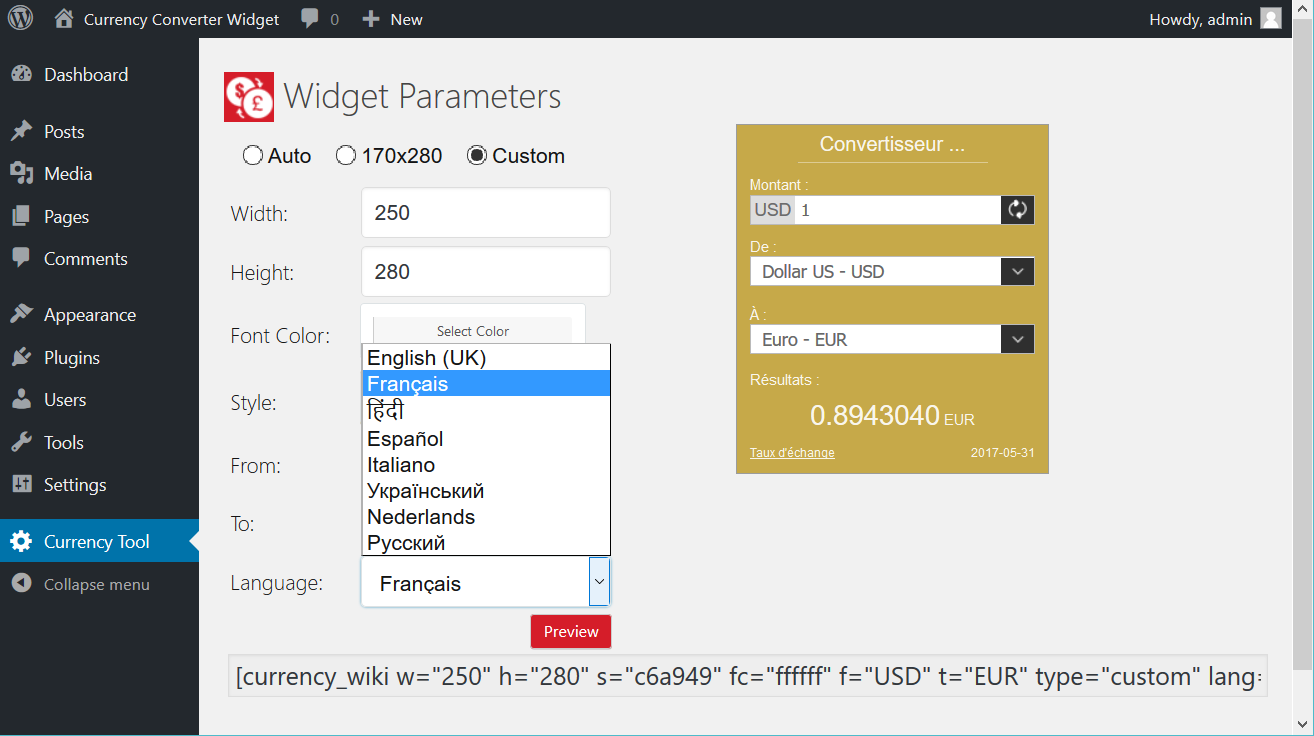 Currency Converter Widget
0
New
Howdy, admin
Dashboard
Posts
Media
Pages
Comments
Appearance
Plugins
Users
Tools
Settings
Currency Tool
Collapse menu
Widget Parameters
Auto
170x280
Custom
Width:
250
Height:
280
Font Color:
Select Color
Style:
From:
To:
English (UK)
Français
हिंदी
Español
Italiano
Український
Nederlands
Русский
Language:
Français
Preview
[currency_wiki w="250" h="280" s="c6a949" fc="ffffff" f="USD" t="EUR" type="custom" lang=
Convertisseur ...
Montant :
USD 1
De :
Dollar US - USD
À :
Euro - EUR
Résultats :
0.8943040 EUR
Taux d'échange
2017-05-31